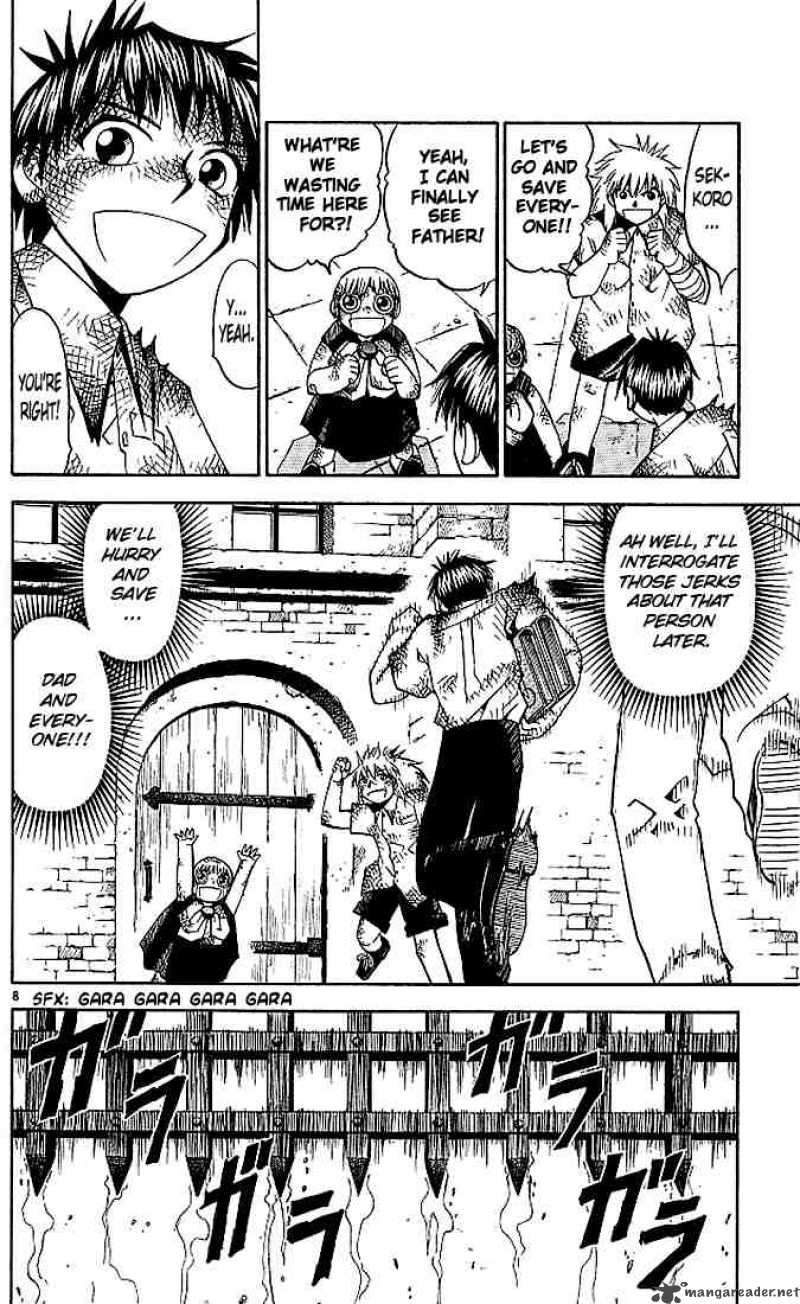 SEK-
KORO
...
LET'S
GO AND
SAVE
EVERY-
ONE!!
YEAH,
I CAN
FINALLY
SEE
FATHER!
WHAT'RE
WE
WASTING
TIME HERE
FOR?!
Y...
YEAH.
YOU'RE
RIGHT!
AH WELL, I'LL
INTERROGATE
THOSE JERKS
ABOUT THAT
PERSON
LATER.
WE'LL
HURRY
AND
SAVE
...
DAD
AND
EVERY-
ONE!!!
8
SFX: GARA GARA GARA GARA
ガラ
ガラ
ガラ
ガラ
mangareader.net